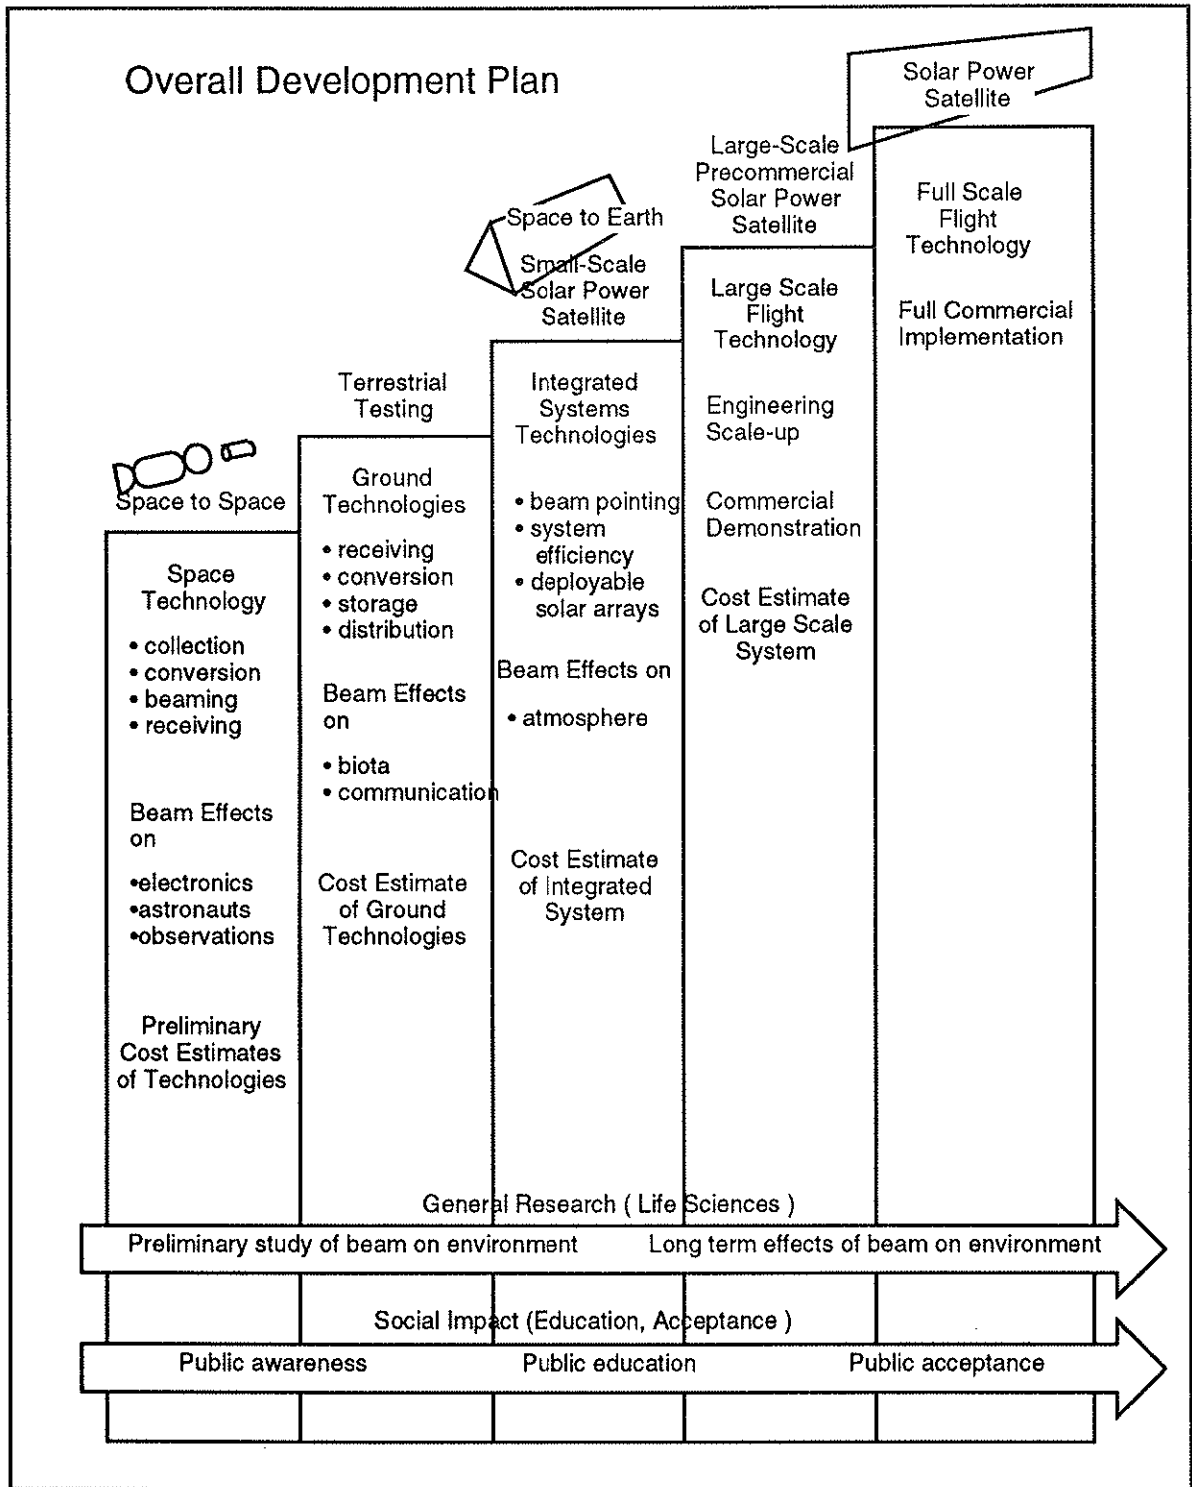 Overall Development Plan
Space to Space
Space
Technology
• collection
• conversion
• beaming
• receiving
Beam Effects
on
•electronics
•astronauts
•observations
Preliminary
Cost Estimates
of Technologies
Terrestrial
Testing
Ground
Technologies
• receiving
• conversion
• storage
• distribution
Beam Effects
on
• biota
• communication
Cost Estimate
of Ground
Technologies
Space to Earth
Small-Scale
Solar Power
Satellite
Integrated
Systems
Technologies
• beam pointing
• system
efficiency
• deployable
solar arrays
Beam Effects on
• atmosphere
Cost Estimate
of Integrated
System
Large-Scale
Precommercial
Solar Power
Satellite
Large Scale
Flight
Technology
Engineering
Scale-up
Commercial
Demonstration
Cost Estimate
of Large Scale
System
Solar Power
Satellite
Full Scale
Flight
Technology
Full Commercial
Implementation
General Research ( Life Sciences )
Preliminary study of beam on environment Long term effects of beam on environment
Social Impact (Education, Acceptance )
Public awareness Public education Public acceptance